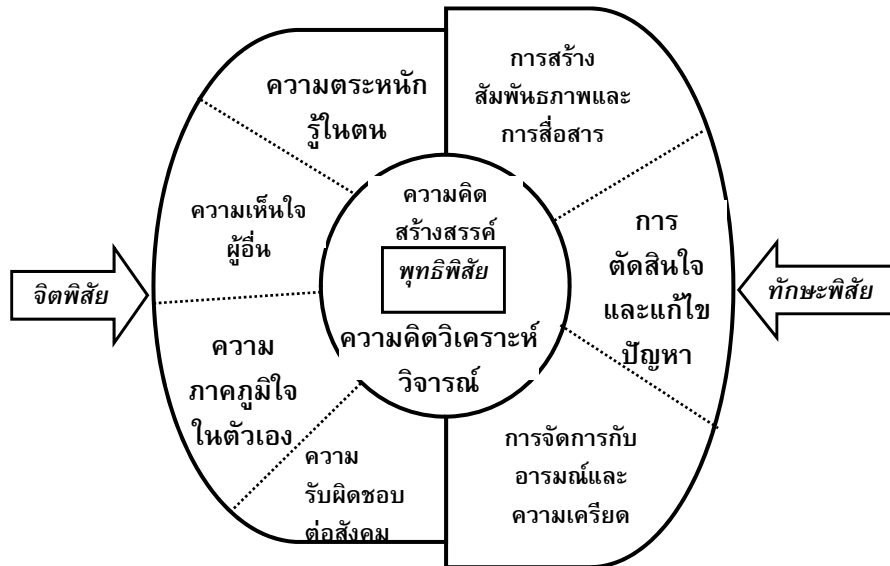 ความตระหนัก
รู้ในตน
การสร้าง
สัมพันธภาพและ
การสื่อสาร
ความเห็นใจ
ผู้อื่น
ความคิด
สร้างสรรค์
พุทธิพิสัย
ความคิดวิเคราะห์
วิจารณ์
การ
ตัดสินใจ
และแก้ไข
ปัญหา
จิตพิสัย
ทักษะพิสัย
ความ
ภาคภูมิใจ
ในตัวเอง
ความ
รับผิดชอบ
ต่อสังคม
การจัดการกับ
อารมณ์และ
ความเครียด